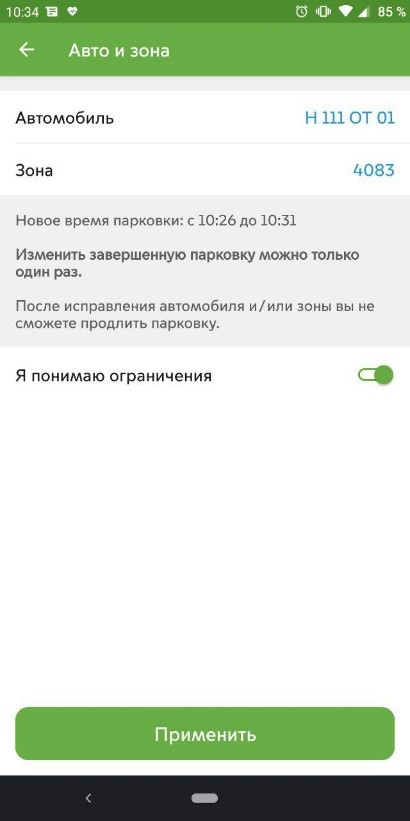 10:34 85 %
Авто и зона
Автомобиль Н 111 ОТ 01
Зона 4083
Новое время парковки: с 10:26 до 10:31
Изменить завершенную парковку можно только
один раз.
После исправления автомобиля и/или зоны вы не
сможете продлить парковку.
Я понимаю ограничения
Применить